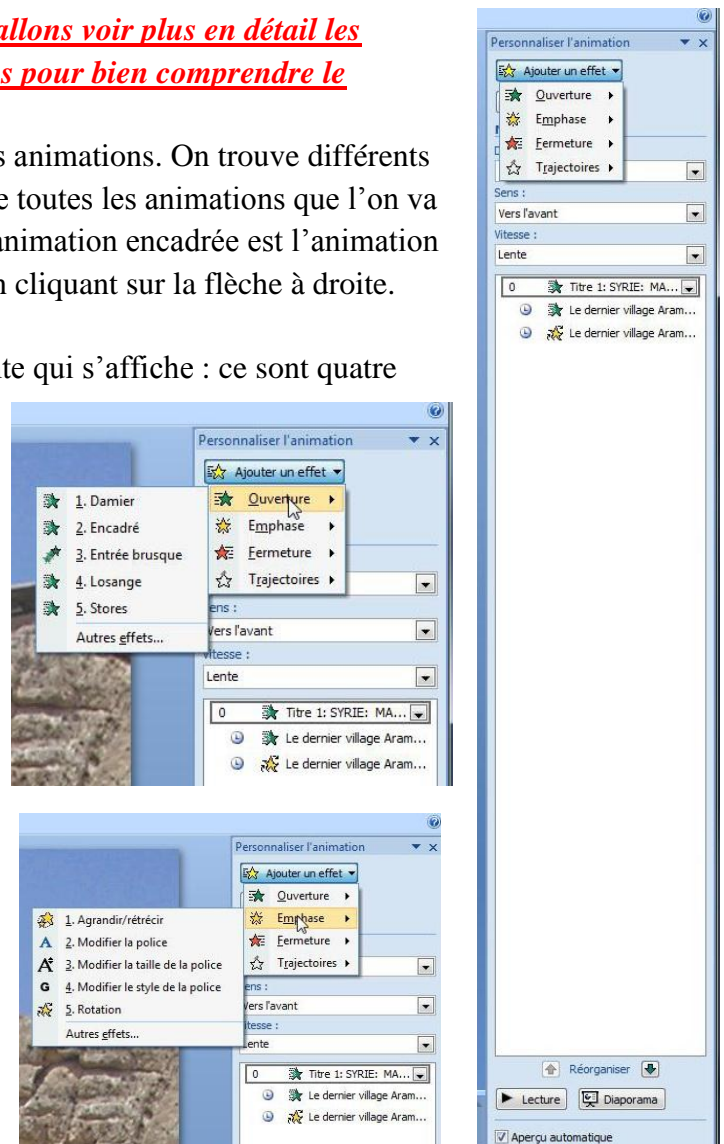 allons voir plus en détail les
s pour bien comprendre le
s animations. On trouve différents
e toutes les animations que l'on va
animation encadrée est l'animation
n cliquant sur la flèche à droite.
te qui s'affiche : ce sont quatre
Personnaliser l'animation
Ajouter un effet
Ouverture
Emphase
Fermeture
Trajectoires
Sens :
Vers l'avant
Vitesse :
Lente
0 Titre 1: SYRIE: MA...
Le dernier village Aram...
Le dernier village Aram...
Réorganiser
Lecture Diaporama
Aperçu automatique
Personnaliser l'animation
Ajouter un effet
Ouverture
Emphase
Fermeture
Trajectoires
1. Damier
2. Encadré
3. Entrée brusque
4. Losange
5. Stores
Autres effets...
ens :
Vers l'avant
Vitesse :
Lente
0 Titre 1: SYRIE: MA...
Le dernier village Aram...
Le dernier village Aram...
Personnaliser l'animation
Ajouter un effet
Ouverture
Emphase
Fermeture
Trajectoires
1. Agrandir/rétrécir
2. Modifier la police
3. Modifier la taille de la police
4. Modifier le style de la police
5. Rotation
Autres effets...
ens :
Vers l'avant
itesse :
Lente
0 Titre 1: SYRIE: MA...
Le dernier village Aram...
Le dernier village Aram...